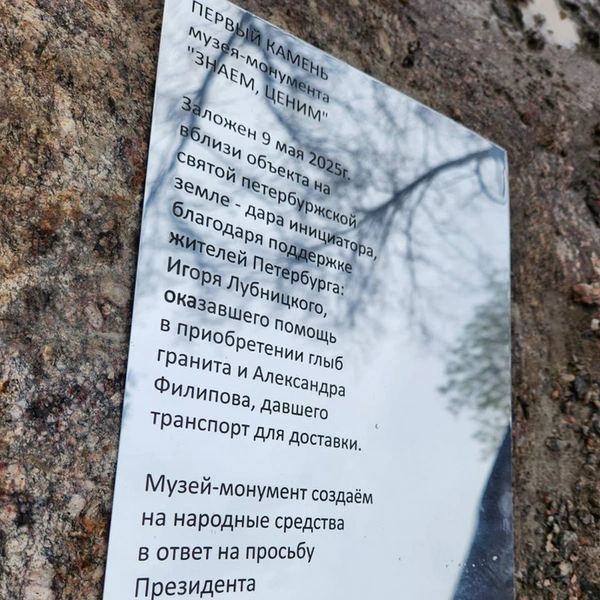 ПЕРВЫЙ КАМЕНЬ
музея-монумента
"ЗНАЕМ, ЦЕНИМ"
Заложен 9 мая 2025г.
вблизи объекта на
святой петербуржской
земле - дара инициатора,
благодаря поддержке
жителей Петербурга:
Игоря Лубницкого,
оказавшего помощь
в приобретении глыб
гранита и Александра
Филипова, давшего
транспорт для доставки.
Музей-монумент создаём
на народные средства
в ответ на просьбу
Президента